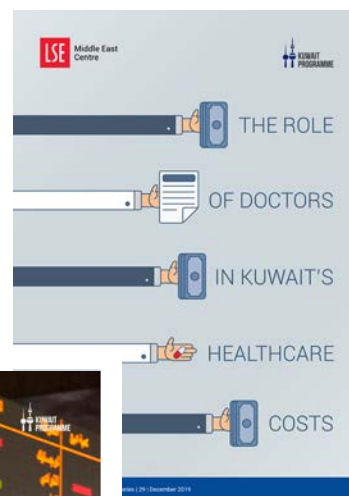 LSE
Middle East
Centre
KUWAIT
PROGRAMME
THE ROLE
OF DOCTORS
IN KUWAIT'S
HEALTHCARE
COSTS
KUWAIT
PROGRAMME
eries | 29 | December 2019